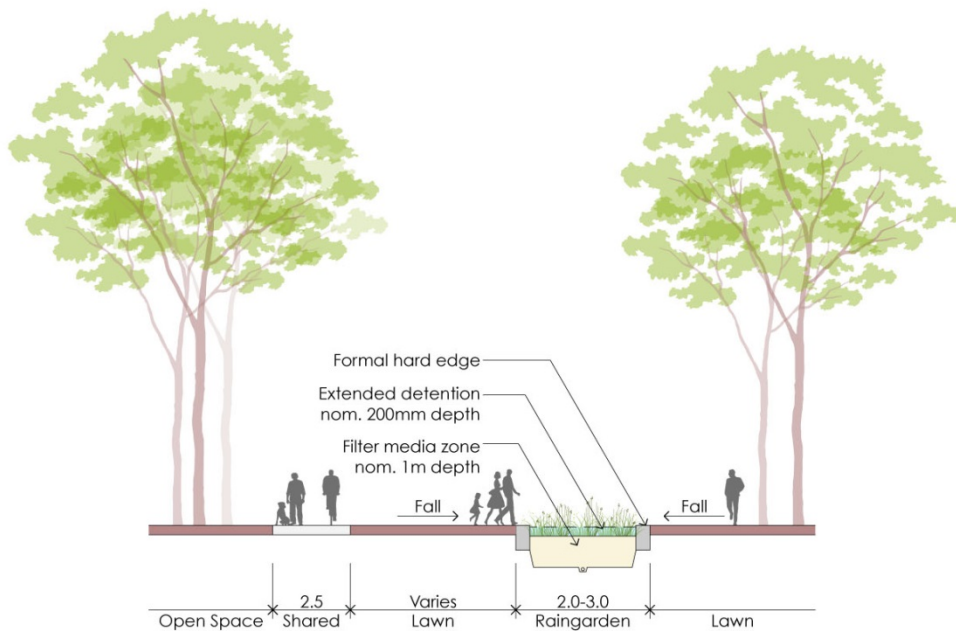 Formal hard edge
Extended detention
nom. 200mm depth
Filter media zone
nom. 1m depth
Fall
Fall
2.5
Varies
2.0-3.0
Open Space
Shared
Lawn
Raingarden
Lawn